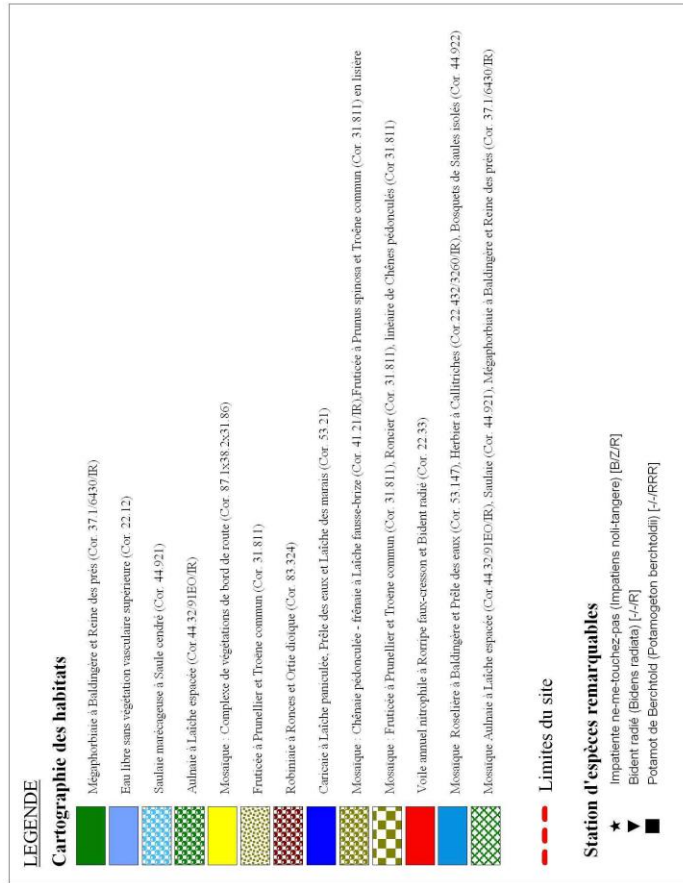 LEGENDE
Cartographie des habitats
Mégaphorbiaie à Baldingère et Reine des prés (Cor. 37.1/6430/IR)
Eau libre sans végétation vasculaire supérieure (Cor. 22.12)
Saulaie marécageuse à Saule cendré (Cor. 44.921)
Aulnaie à Laîche espacée (Cor.44.32/91EO/IR)
Mosaïque : Complexe de végétations de bord de route (Cor. 87.1x38.2x31.86)
Fruticée à Prunellier et Troène commun (Cor. 31.811)
Robiniaie à Ronces et Ortie dioïque (Cor. 83.324)
Cariçaie à Laîche paniculée, Prêle des eaux et Laîche des marais (Cor. 53.21)
Mosaïque : Chênaie pédonculée - frênaie à Laîche fausse-brize (Cor. 41.21/IR),Fruticée à Prunus spinosa et Troène commun (Cor. 31.811) en lisière
Mosaïque : Fruticée à Prunellier et Troène commun (Cor. 31.811), Roncier (Cor. 31.811), linéaire de Chênes pédonculés (Cor 31.811)
Voile annuel nitrophile à Rorripe faux-cresson et Bident radié (Cor. 22.33)
Mosaïque Roselière à Baldingère et Prêle des eaux (Cor. 53.147), Herbier à Callitriches (Cor.22.432/3260/IR), Bosquets de Saules isolés (Cor. 44.922)
Mosaïque Aulnaie à Laîche espacée (Cor.44.32/91EO/IR), Saulaie (Cor. 44.921), Mégaphorbiaie à Baldingère et Reine des prés (Cor. 37.1/6430/IR)
Limites du site
Station d'espèces remarquables
Impatiente ne-me-touchez-pas (Impatiens noli-tangere) [B/Z/R]
Bident radié (Bidens radiata) [-/-/R]
Potamot de Berchtold (Potamogeton berchtoldii) [-/-/RRR]